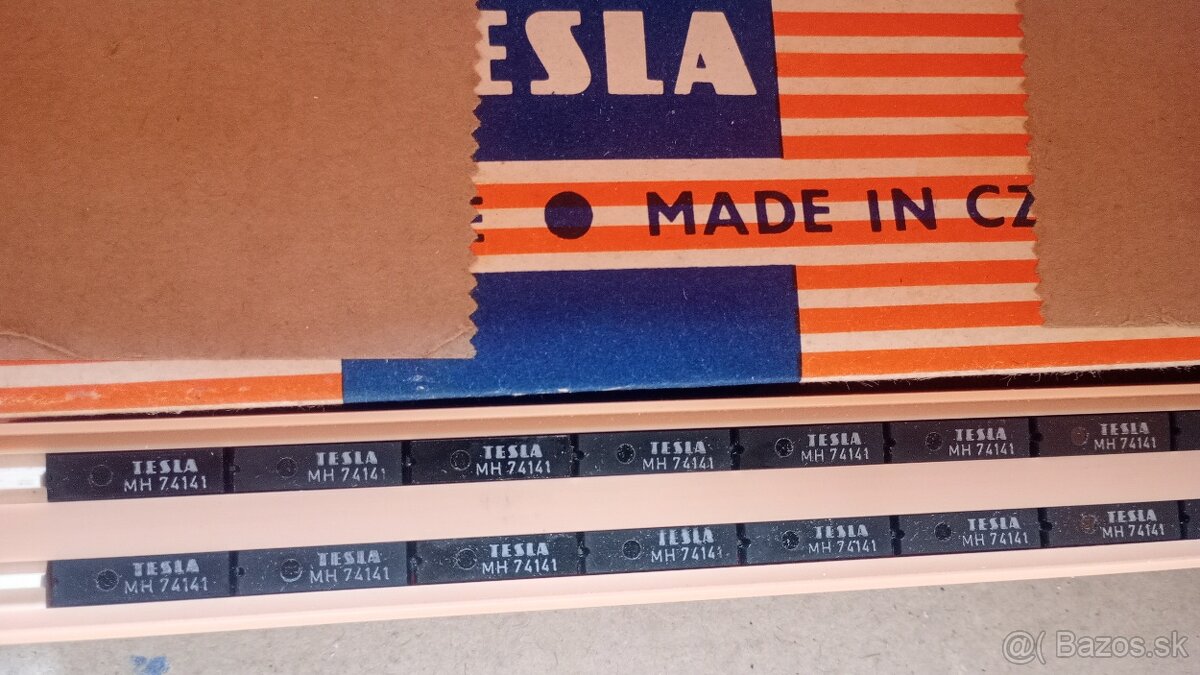 ESLA
MADE IN CZ
TESLA TESLA TESLA TESLA TESLA TESLA TESLA
MH 74141 MH 74141 MH 74141 MH 74141 MH 74141 MH 74141 MH 74141
TESLA TESLA TESLA TESLA TESLA TESLA TESLA
MH 74141 MH 74141 MH 74141 MH 74141 MH 74141 MH 74141 MH 74141
@( Bazos.sk